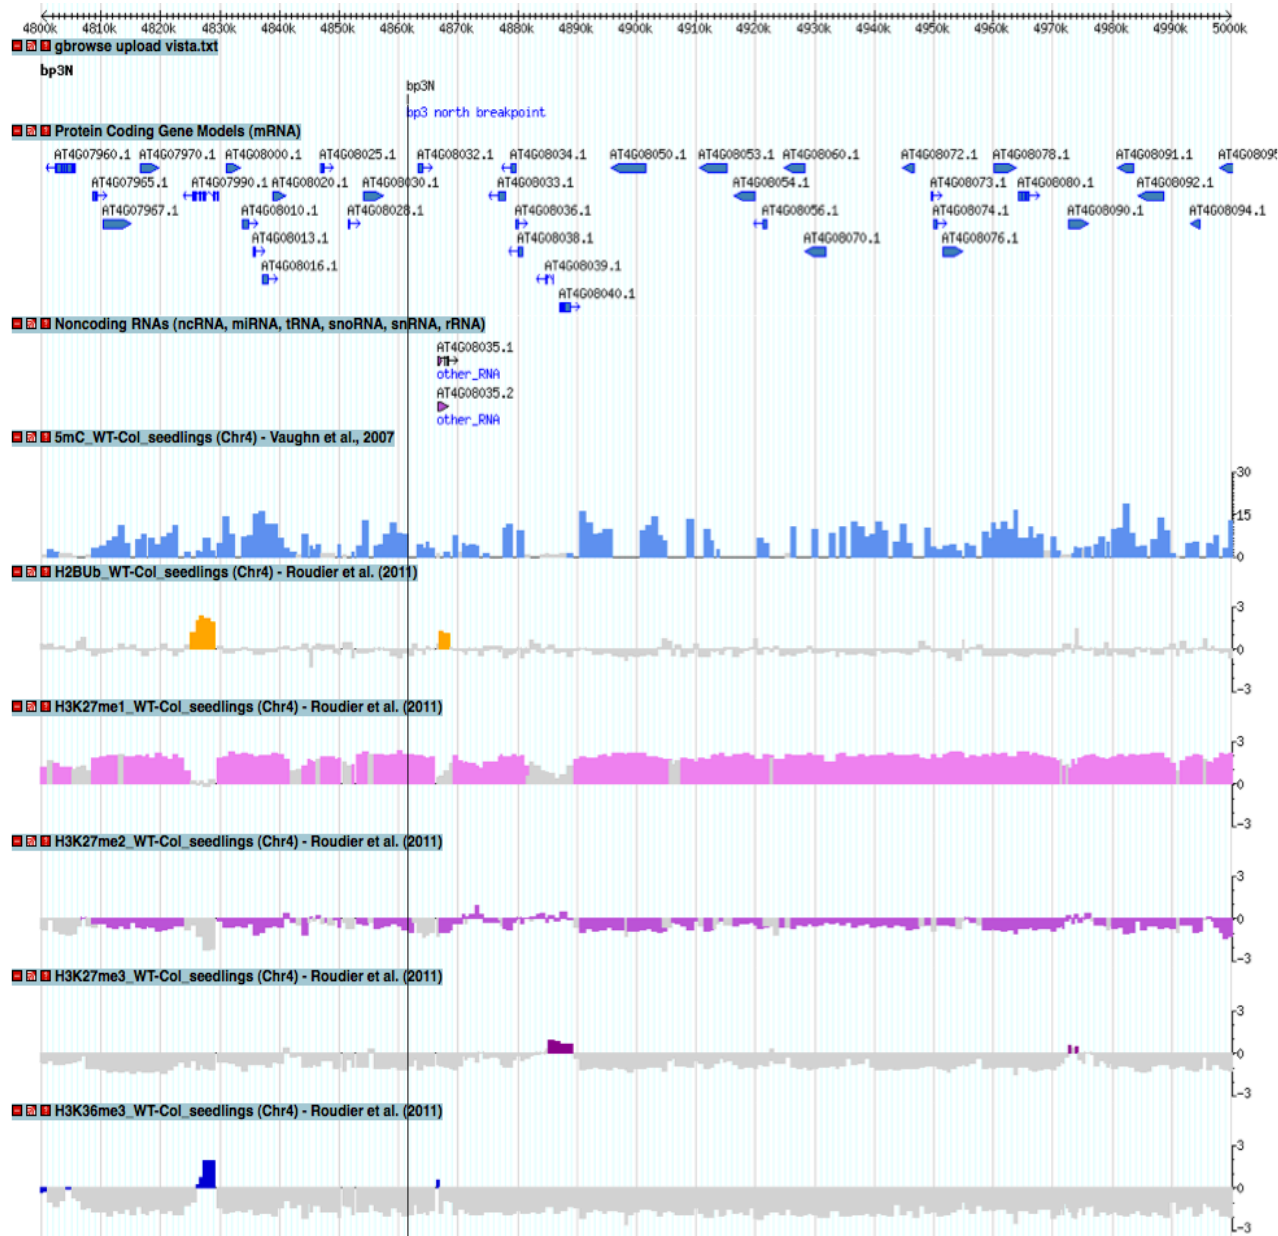 4800k 4810k 4820k 4830k 4840k 4850k 4860k 4870k 4880k 4890k 4900k 4910k 4920k 4930k 4940k 4950k 4960k 4970k 4980k 4990k 5000k
gbrowse upload vista.txt
bp3N
bp3N
bp3 north breakpoint
Protein Coding Gene Models (mRNA)
AT4G07960.1 AT4G07970.1 AT4G08000.1 AT4G08025.1 AT4G08032.1 AT4G08034.1 AT4G08050.1 AT4G08053.1 AT4G08060.1 AT4G08072.1 AT4G08078.1 AT4G08091.1 AT4G08095
AT4G07965.1 AT4G07990.1 AT4G08020.1 AT4G08030.1 AT4G08033.1 AT4G08054.1 AT4G08073.1 AT4G08080.1 AT4G08092.1
AT4G07967.1 AT4G08010.1 AT4G08028.1 AT4G08036.1 AT4G08056.1 AT4G08074.1 AT4G08090.1 AT4G08094.1
AT4G08013.1 AT4G08038.1 AT4G08070.1 AT4G08076.1
AT4G08016.1 AT4G08039.1
AT4G08040.1
Noncoding RNAs (ncRNA, miRNA, tRNA, snoRNA, snRNA, rRNA)
AT4G08035.1
other_RNA
AT4G08035.2
other_RNA
5mC_WT-Col_seedlings (Chr4) - Vaughn et al., 2007
30
15
0
H2BUb_WT-Col_seedlings (Chr4) - Roudier et al. (2011)
3
0
-3
H3K27me1_WT-Col_seedlings (Chr4) - Roudier et al. (2011)
3
0
-3
H3K27me2_WT-Col_seedlings (Chr4) - Roudier et al. (2011)
3
0
-3
H3K27me3_WT-Col_seedlings (Chr4) - Roudier et al. (2011)
3
0
-3
H3K36me3_WT-Col_seedlings (Chr4) - Roudier et al. (2011)
3
0
-3